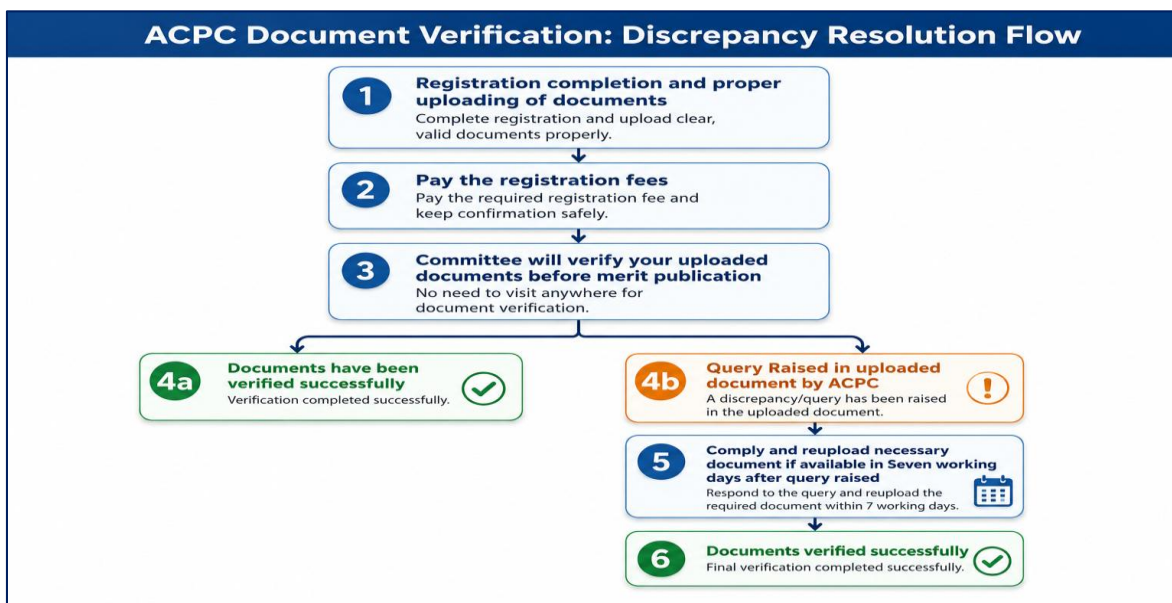 ACPC Document Verification: Discrepancy Resolution Flow
1
Registration completion and proper
uploading of documents
Complete registration and upload clear,
valid documents properly.
2
Pay the registration fees
Pay the required registration fee and
keep confirmation safely.
3
Committee will verify your uploaded
documents before merit publication
No need to visit anywhere for
document verification.
4a
Documents have been
verified successfully
Verification completed successfully.
4b
Query Raised in uploaded
document by ACPC
A discrepancy/query has been raised
in the uploaded document.
5
Comply and reupload necessary
document if available in Seven working
days after query raised
Respond to the query and reupload the
required document within 7 working days.
6
Documents verified successfully
Final verification completed successfully.